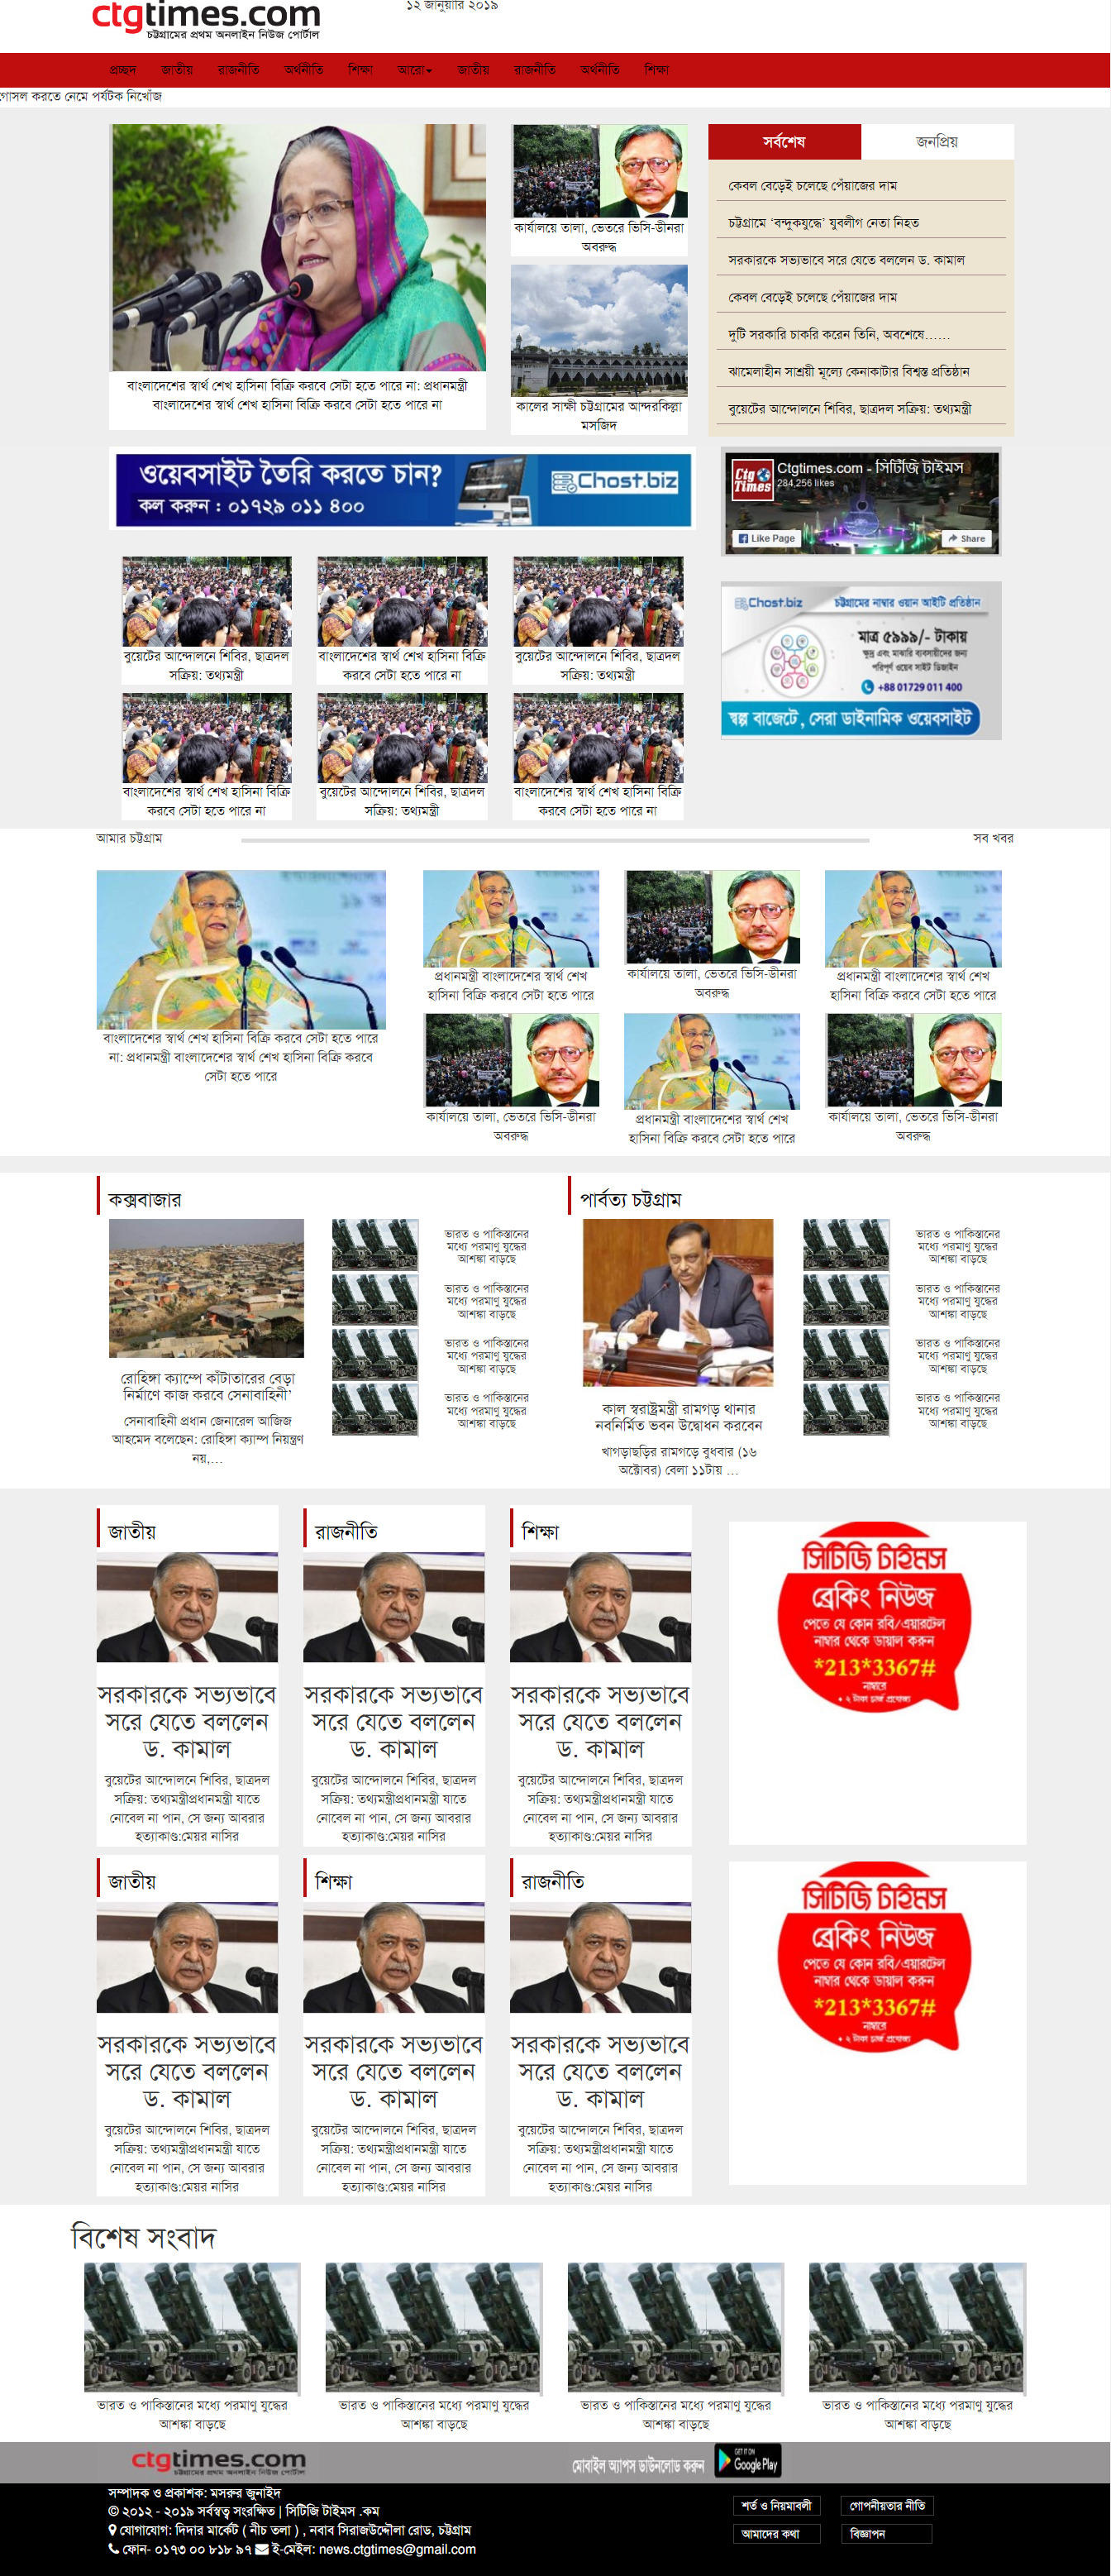 ctgtimes.com
চট্টগ্রামের প্রথম অনলাইন নিউজ পোর্টাল
১২ জানুয়ারি ২০১৯
প্রচ্ছদ জাতীয় রাজনীতি অর্থনীতি শিক্ষা আরো জাতীয় রাজনীতি অর্থনীতি শিক্ষা
গোসল করতে নেমে পর্যটক নিখোঁজ
বাংলাদেশের স্বার্থ শেখ হাসিনা বিক্রি করবে সেটা হতে পারে না: প্রধানমন্ত্রী
বাংলাদেশের স্বার্থ শেখ হাসিনা বিক্রি করবে সেটা হতে পারে না
কার্যালয়ে তালা, ভেতরে ভিসি-ডীনরা
অবরুদ্ধ
কালের সাক্ষী চট্টগ্রামের আন্দরকিল্লা
মসজিদ
সর্বশেষ জনপ্রিয়
কেবল বেড়েই চলেছে পেঁয়াজের দাম
চট্টগ্রামে ‘বন্দুকযুদ্ধে’ যুবলীগ নেতা নিহত
সরকারকে সভ্যভাবে সরে যেতে বললেন ড. কামাল
কেবল বেড়েই চলেছে পেঁয়াজের দাম
দুটি সরকারি চাকরি করেন তিনি, অবশেষে……
ঝামেলাহীন সাশ্রয়ী মূল্যে কেনাকাটার বিশ্বস্ত প্রতিষ্ঠান
বুয়েটের আন্দোলনে শিবির, ছাত্রদল সক্রিয়: তথ্যমন্ত্রী
ওয়েবসাইট তৈরি করতে চান?
কল করুন : ০১৭২৯ ০১১ ৪০০
Chost.biz
Ctg Times
Ctgtimes.com - সিটিজি টাইমস
284,256 likes
Like Page Share
বুয়েটের আন্দোলনে শিবির, ছাত্রদল
সক্রিয়: তথ্যমন্ত্রী
বাংলাদেশের স্বার্থ শেখ হাসিনা বিক্রি
করবে সেটা হতে পারে না
বুয়েটের আন্দোলনে শিবির, ছাত্রদল
সক্রিয়: তথ্যমন্ত্রী
বাংলাদেশের স্বার্থ শেখ হাসিনা বিক্রি
করবে সেটা হতে পারে না
বুয়েটের আন্দোলনে শিবির, ছাত্রদল
সক্রিয়: তথ্যমন্ত্রী
বাংলাদেশের স্বার্থ শেখ হাসিনা বিক্রি
করবে সেটা হতে পারে না
Chost.biz চট্টগ্রামের নাম্বার ওয়ান আইটি প্রতিষ্ঠান
মাত্র ৫৯৯৯/- টাকায়
ক্ষুদ্র এবং মাঝারি ব্যবসায়ীদের জন্য
পরিপূর্ণ ওয়েব সাইট ডিজাইন
+88 01729 011 400
স্বল্প বাজেটে, সেরা ডাইনামিক ওয়েবসাইট
আমার চট্টগ্রাম সব খবর
বাংলাদেশের স্বার্থ শেখ হাসিনা বিক্রি করবে সেটা হতে পারে
না: প্রধানমন্ত্রী বাংলাদেশের স্বার্থ শেখ হাসিনা বিক্রি করবে
সেটা হতে পারে
প্রধানমন্ত্রী বাংলাদেশের স্বার্থ শেখ
হাসিনা বিক্রি করবে সেটা হতে পারে
কার্যালয়ে তালা, ভেতরে ভিসি-ডীনরা
অবরুদ্ধ
প্রধানমন্ত্রী বাংলাদেশের স্বার্থ শেখ
হাসিনা বিক্রি করবে সেটা হতে পারে
কার্যালয়ে তালা, ভেতরে ভিসি-ডীনরা
অবরুদ্ধ
প্রধানমন্ত্রী বাংলাদেশের স্বার্থ শেখ
হাসিনা বিক্রি করবে সেটা হতে পারে
কার্যালয়ে তালা, ভেতরে ভিসি-ডীনরা
অবরুদ্ধ
কক্সবাজার
রোহিঙ্গা ক্যাম্পে কাঁটাতারের বেড়া
নির্মাণে কাজ করবে সেনাবাহিনী’
সেনাবাহিনী প্রধান জেনারেল আজিজ
আহমেদ বলেছেন: রোহিঙ্গা ক্যাম্প নিয়ন্ত্রণ
নয়,…
ভারত ও পাকিস্তানের
মধ্যে পরমাণু যুদ্ধের
আশঙ্কা বাড়ছে
ভারত ও পাকিস্তানের
মধ্যে পরমাণু যুদ্ধের
আশঙ্কা বাড়ছে
ভারত ও পাকিস্তানের
মধ্যে পরমাণু যুদ্ধের
আশঙ্কা বাড়ছে
ভারত ও পাকিস্তানের
মধ্যে পরমাণু যুদ্ধের
আশঙ্কা বাড়ছে
পার্বত্য চট্টগ্রাম
কাল স্বরাষ্ট্রমন্ত্রী রামগড় থানার
নবনির্মিত ভবন উদ্বোধন করবেন
খাগড়াছড়ির রামগড়ে বুধবার (১৬
অক্টোবর) বেলা ১১টায় …
ভারত ও পাকিস্তানের
মধ্যে পরমাণু যুদ্ধের
আশঙ্কা বাড়ছে
ভারত ও পাকিস্তানের
মধ্যে পরমাণু যুদ্ধের
আশঙ্কা বাড়ছে
ভারত ও পাকিস্তানের
মধ্যে পরমাণু যুদ্ধের
আশঙ্কা বাড়ছে
ভারত ও পাকিস্তানের
মধ্যে পরমাণু যুদ্ধের
আশঙ্কা বাড়ছে
জাতীয়
সরকারকে সভ্যভাবে
সরে যেতে বললেন
ড. কামাল
বুয়েটের আন্দোলনে শিবির, ছাত্রদল
সক্রিয়: তথ্যমন্ত্রীপ্রধানমন্ত্রী যাতে
নোবেল না পান, সে জন্য আবরার
হত্যাকাণ্ড:মেয়র নাসির
রাজনীতি
সরকারকে সভ্যভাবে
সরে যেতে বললেন
ড. কামাল
বুয়েটের আন্দোলনে শিবির, ছাত্রদল
সক্রিয়: তথ্যমন্ত্রীপ্রধানমন্ত্রী যাতে
নোবেল না পান, সে জন্য আবরার
হত্যাকাণ্ড:মেয়র নাসির
শিক্ষা
সরকারকে সভ্যভাবে
সরে যেতে বললেন
ড. কামাল
বুয়েটের আন্দোলনে শিবির, ছাত্রদল
সক্রিয়: তথ্যমন্ত্রীপ্রধানমন্ত্রী যাতে
নোবেল না পান, সে জন্য আবরার
হত্যাকাণ্ড:মেয়র নাসির
সিটিজি টাইমস
ব্রেকিং নিউজ
পেতে যে কোন রবি/এয়ারটেল
নাম্বার থেকে ডায়াল করুন
*213*3367#
নাম্বারে
+ ২ টাকা চার্জ প্রযোজ্য
জাতীয়
সরকারকে সভ্যভাবে
সরে যেতে বললেন
ড. কামাল
বুয়েটের আন্দোলনে শিবির, ছাত্রদল
সক্রিয়: তথ্যমন্ত্রীপ্রধানমন্ত্রী যাতে
নোবেল না পান, সে জন্য আবরার
হত্যাকাণ্ড:মেয়র নাসির
শিক্ষা
সরকারকে সভ্যভাবে
সরে যেতে বললেন
ড. কামাল
বুয়েটের আন্দোলনে শিবির, ছাত্রদল
সক্রিয়: তথ্যমন্ত্রীপ্রধানমন্ত্রী যাতে
নোবেল না পান, সে জন্য আবরার
হত্যাকাণ্ড:মেয়র নাসির
রাজনীতি
সরকারকে সভ্যভাবে
সরে যেতে বললেন
ড. কামাল
বুয়েটের আন্দোলনে শিবির, ছাত্রদল
সক্রিয়: তথ্যমন্ত্রীপ্রধানমন্ত্রী যাতে
নোবেল না পান, সে জন্য আবরার
হত্যাকাণ্ড:মেয়র নাসির
সিটিজি টাইমস
ব্রেকিং নিউজ
পেতে যে কোন রবি/এয়ারটেল
নাম্বার থেকে ডায়াল করুন
*213*3367#
নাম্বারে
+ ২ টাকা চার্জ প্রযোজ্য
বিশেষ সংবাদ
ভারত ও পাকিস্তানের মধ্যে পরমাণু যুদ্ধের
আশঙ্কা বাড়ছে
ভারত ও পাকিস্তানের মধ্যে পরমাণু যুদ্ধের
আশঙ্কা বাড়ছে
ভারত ও পাকিস্তানের মধ্যে পরমাণু যুদ্ধের
আশঙ্কা বাড়ছে
ভারত ও পাকিস্তানের মধ্যে পরমাণু যুদ্ধের
আশঙ্কা বাড়ছে
ctgtimes.com
চট্টগ্রামের প্রথম অনলাইন নিউজ পোর্টাল
মোবাইল অ্যাপস ডাউনলোড করুন
GET IT ON
Google Play
সম্পাদক ও প্রকাশক: মসরুর জুনাইদ
© ২০১২ - ২০১৯ সর্বস্বত্ব সংরক্ষিত | সিটিজি টাইমস .কম
যোগাযোগ: দিদার মার্কেট ( নীচ তলা ) , নবাব সিরাজউদ্দৌলা রোড, চট্টগ্রাম
ফোন- ০১৭৩ ০০ ৮১৮ ৯৭ ই-মেইল: news.ctgtimes@gmail.com
শর্ত ও নিয়মাবলী গোপনীয়তার নীতি
আমাদের কথা বিজ্ঞাপন